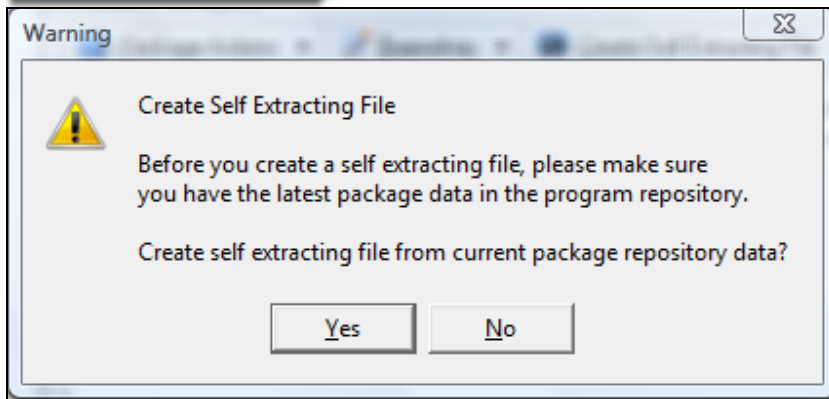 Warning
Create Self Extracting File
Before you create a self extracting file, please make sure
you have the latest package data in the program repository.
Create self extracting file from current package repository data?
Yes
No